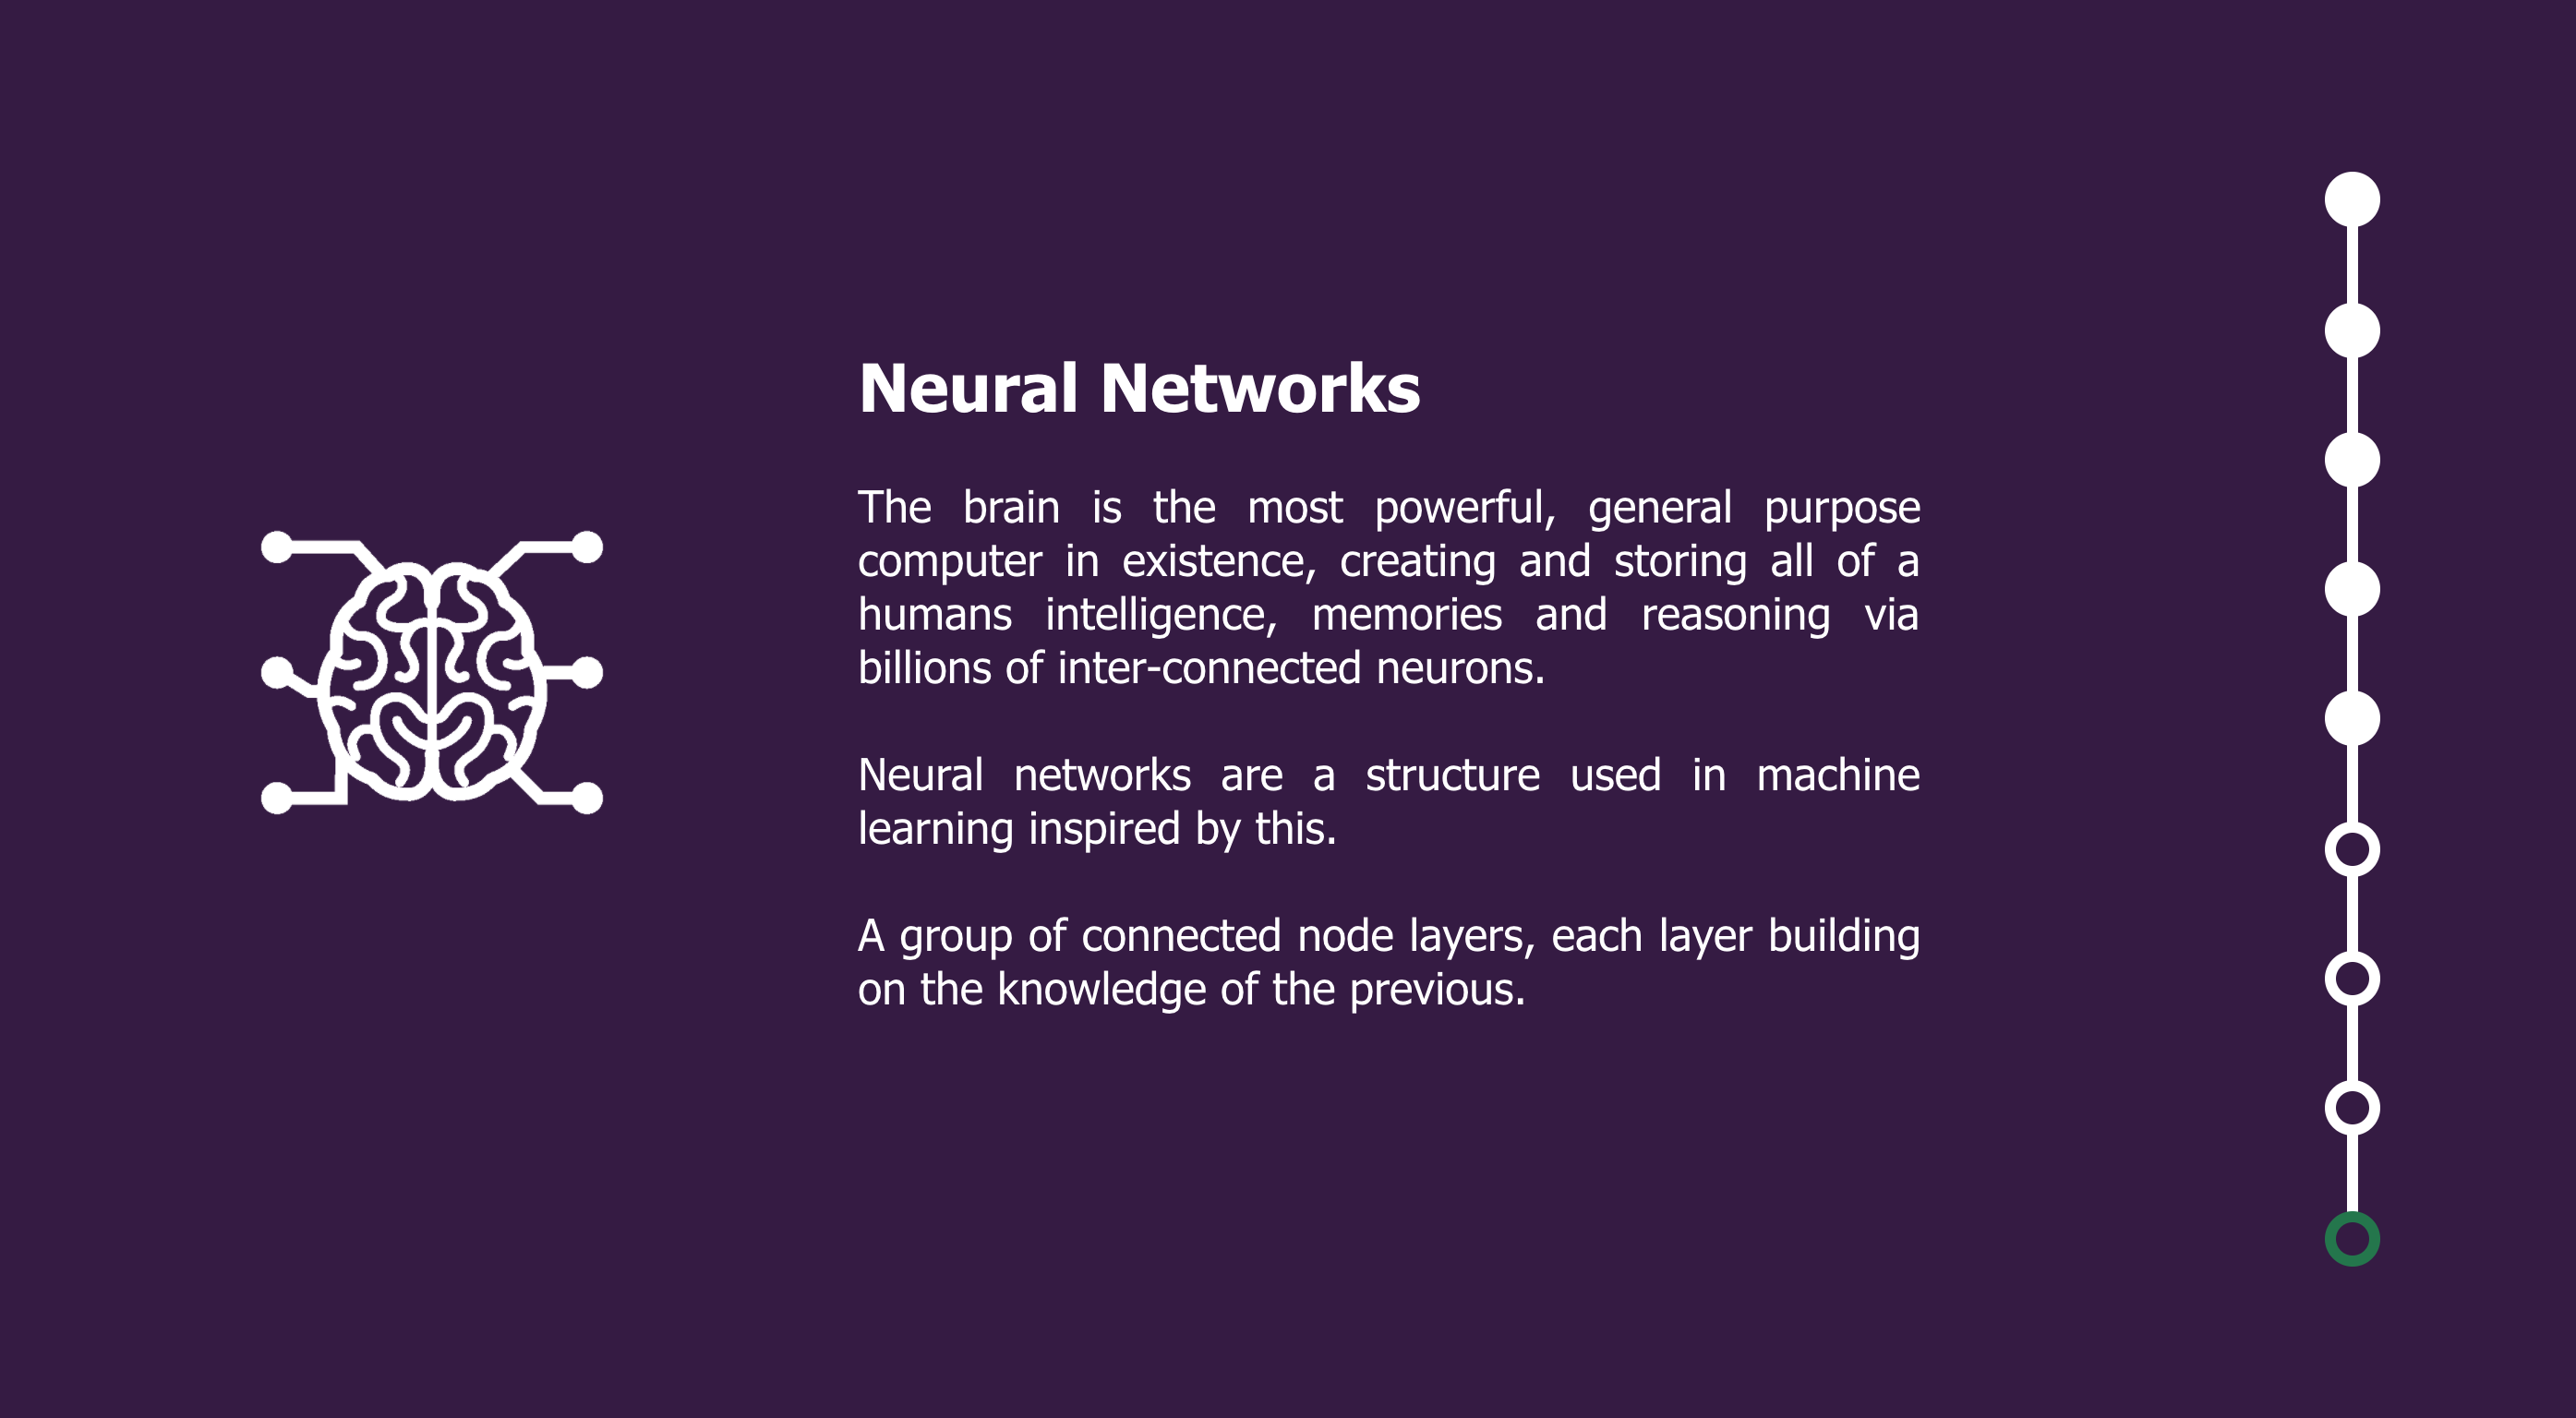 Neural Networks
The brain is the most powerful, general purpose
computer in existence, creating and storing all of a
humans intelligence, memories and reasoning via
billions of inter-connected neurons.
Neural networks are a structure used in machine
learning inspired by this.
A group of connected node layers, each layer building
on the knowledge of the previous.